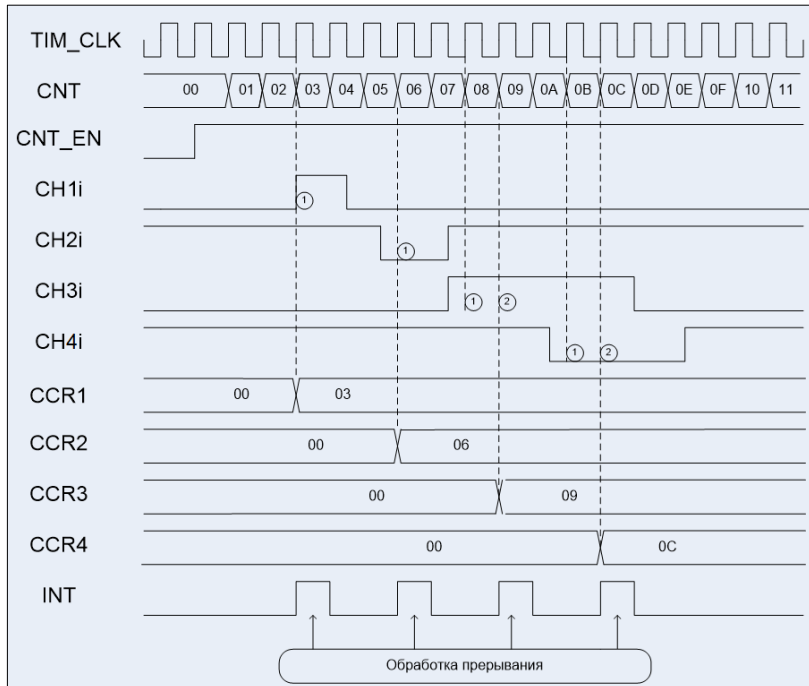 TIM_CLK
CNT 00 01 02 03 04 05 06 07 08 09 0A 0B 0C 0D 0E 0F 10 11
CNT_EN
CH1i 1
CH2i 1
CH3i 1 2
CH4i 1 2
CCR1 00 03
CCR2 00 06
CCR3 00 09
CCR4 00 0C
INT
Обработка прерывания